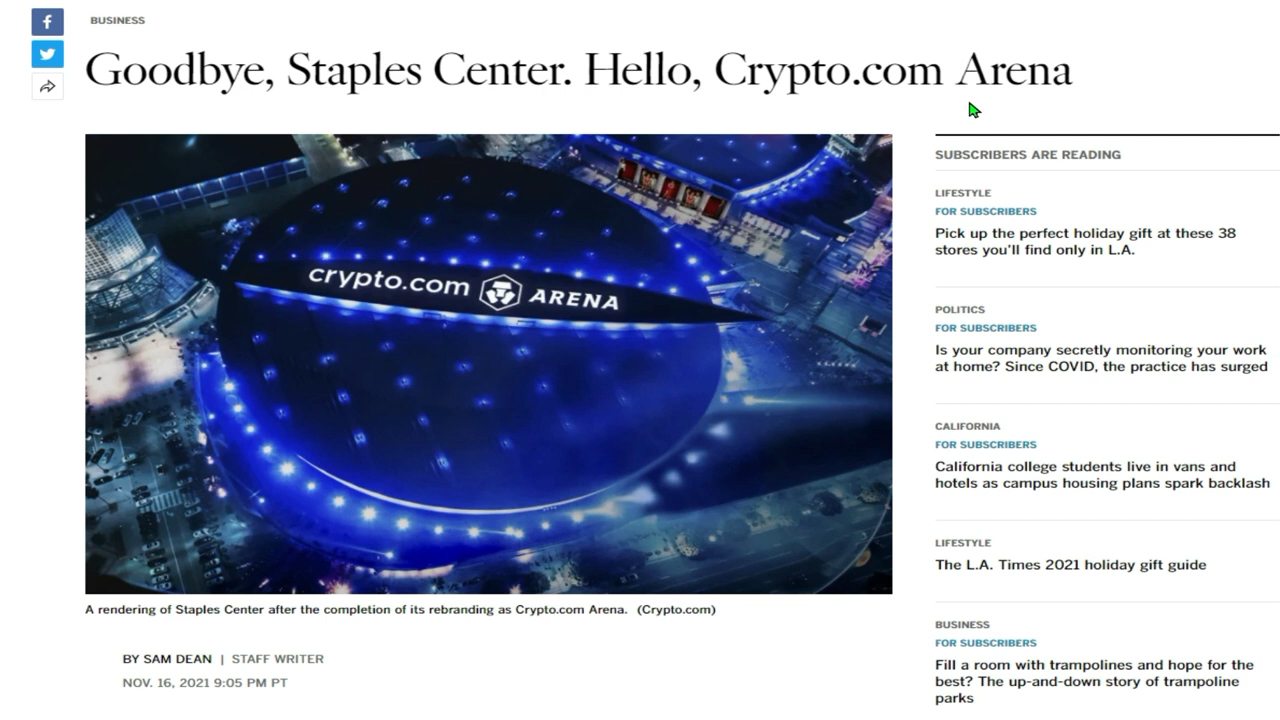 BUSINESS
Goodbye, Staples Center. Hello, Crypto.com Arena
crypto.com ARENA
A rendering of Staples Center after the completion of its rebranding as Crypto.com Arena. (Crypto.com)
BY SAM DEAN | STAFF WRITER
NOV. 16, 2021 9:05 PM PT
SUBSCRIBERS ARE READING
LIFESTYLE
FOR SUBSCRIBERS
Pick up the perfect holiday gift at these 38
stores you'll find only in L.A.
POLITICS
FOR SUBSCRIBERS
Is your company secretly monitoring your work
at home? Since COVID, the practice has surged
CALIFORNIA
FOR SUBSCRIBERS
California college students live in vans and
hotels as campus housing plans spark backlash
LIFESTYLE
The L.A. Times 2021 holiday gift guide
BUSINESS
FOR SUBSCRIBERS
Fill a room with trampolines and hope for the
best? The up-and-down story of trampoline
parks